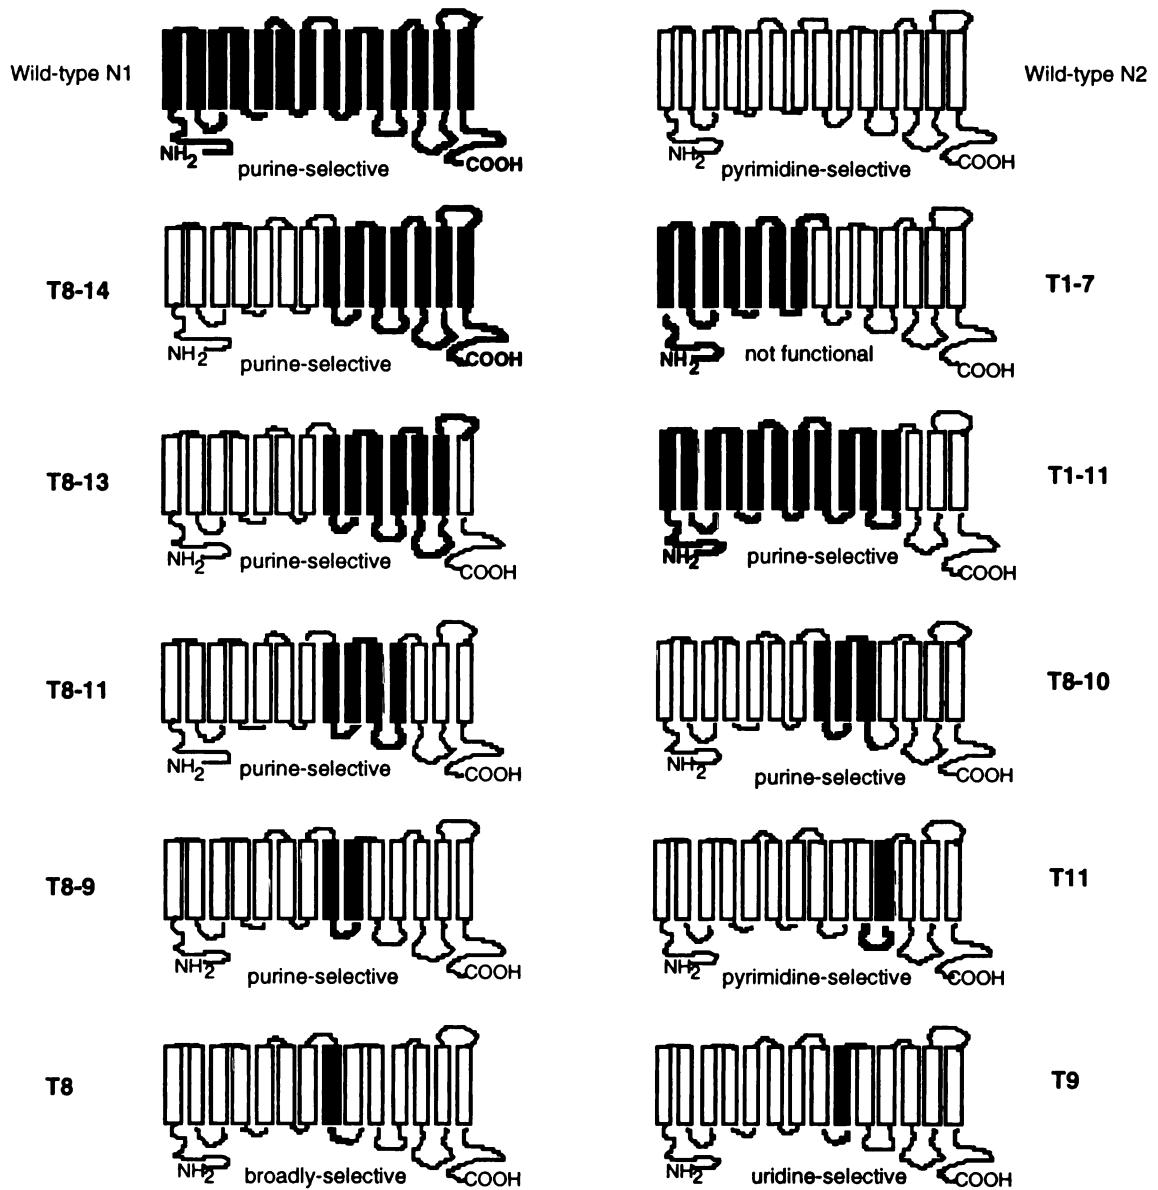 Wild-type N1
NH2
purine-selective
COOH
Wild-type N2
NH2
pyrimidine-selective
COOH
T8-14
NH2
purine-selective
COOH
T1-7
NH2
not functional
COOH
T8-13
NH2
purine-selective
COOH
T1-11
NH2
purine-selective
COOH
T8-11
NH2
purine-selective
COOH
T8-10
NH2
purine-selective
COOH
T8-9
NH2
purine-selective
COOH
T11
NH2
pyrimidine-selective
COOH
T8
NH2
broadly-selective
COOH
T9
NH2
uridine-selective
COOH